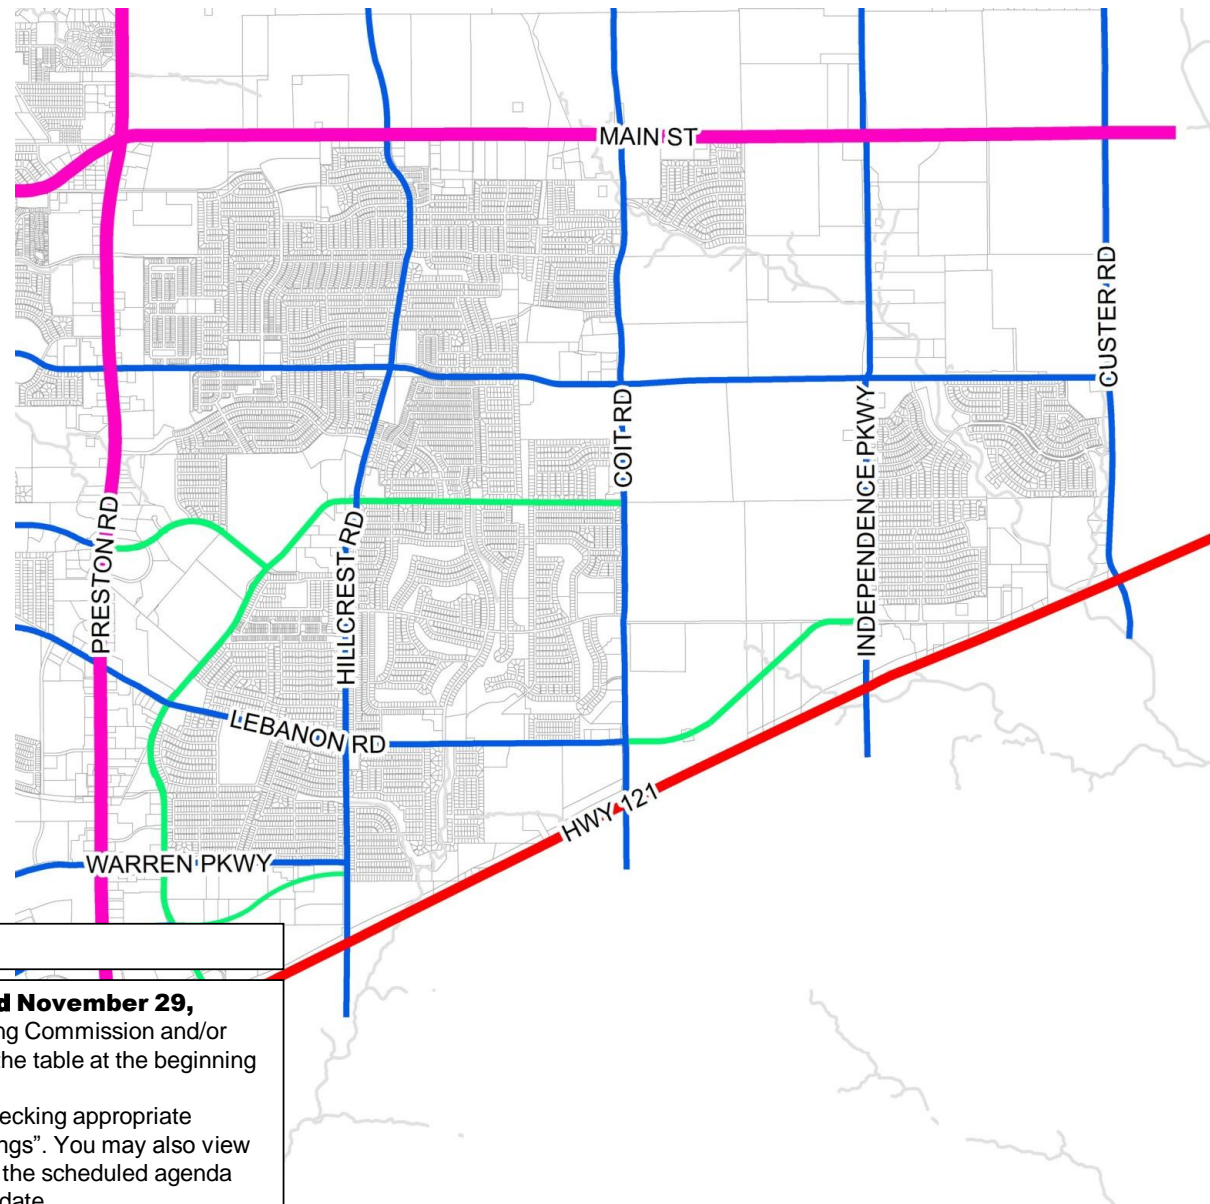 MAIN ST
CUSTER RD
COIT RD
INDEPENDENCE PKWY
PRESTON RD
HILLCREST RD
LEBANON RD
HWY 121
WARREN PKWY
d November 29,
ng Commission and/or
the table at the beginning
ecking appropriate
ngs”. You may also view
the scheduled agenda
date